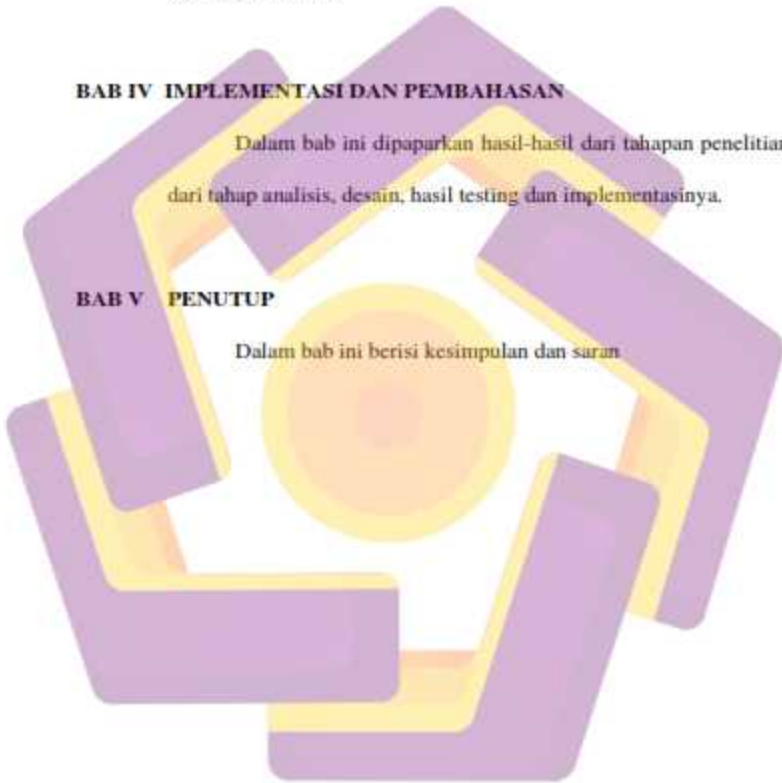 BAB IV IMPLEMENTASI DAN PEMBAHASAN
Dalam bab ini dipaparkan hasil-hasil dari tahapan penelitian
dari tahap analisis, desain, hasil testing dan implementasinya.
BAB V PENUTUP
Dalam bab ini berisi kesimpulan dan saran